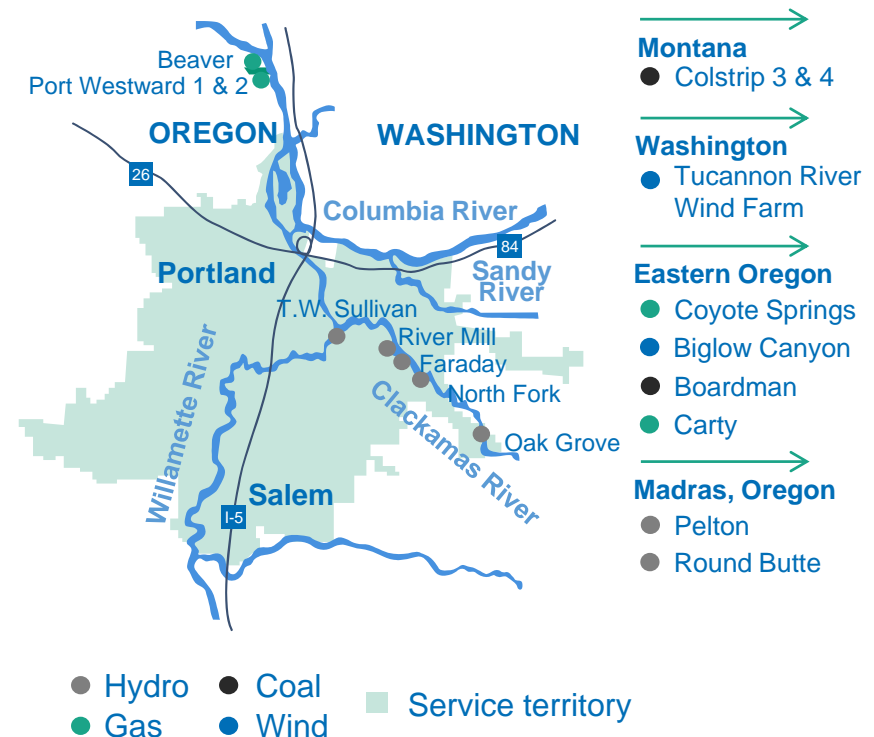 Beaver
Port Westward 1 & 2
OREGON
WASHINGTON
26
Columbia River
84
Portland
Sandy
River
T.W. Sullivan
River Mill
Faraday
North Fork
Willamette River
Clackamas River
Oak Grove
Salem
I-5
Montana
Colstrip 3 & 4
Washington
Tucannon River
Wind Farm
Eastern Oregon
Coyote Springs
Biglow Canyon
Boardman
Carty
Madras, Oregon
Pelton
Round Butte
Hydro
Coal
Service territory
Gas
Wind